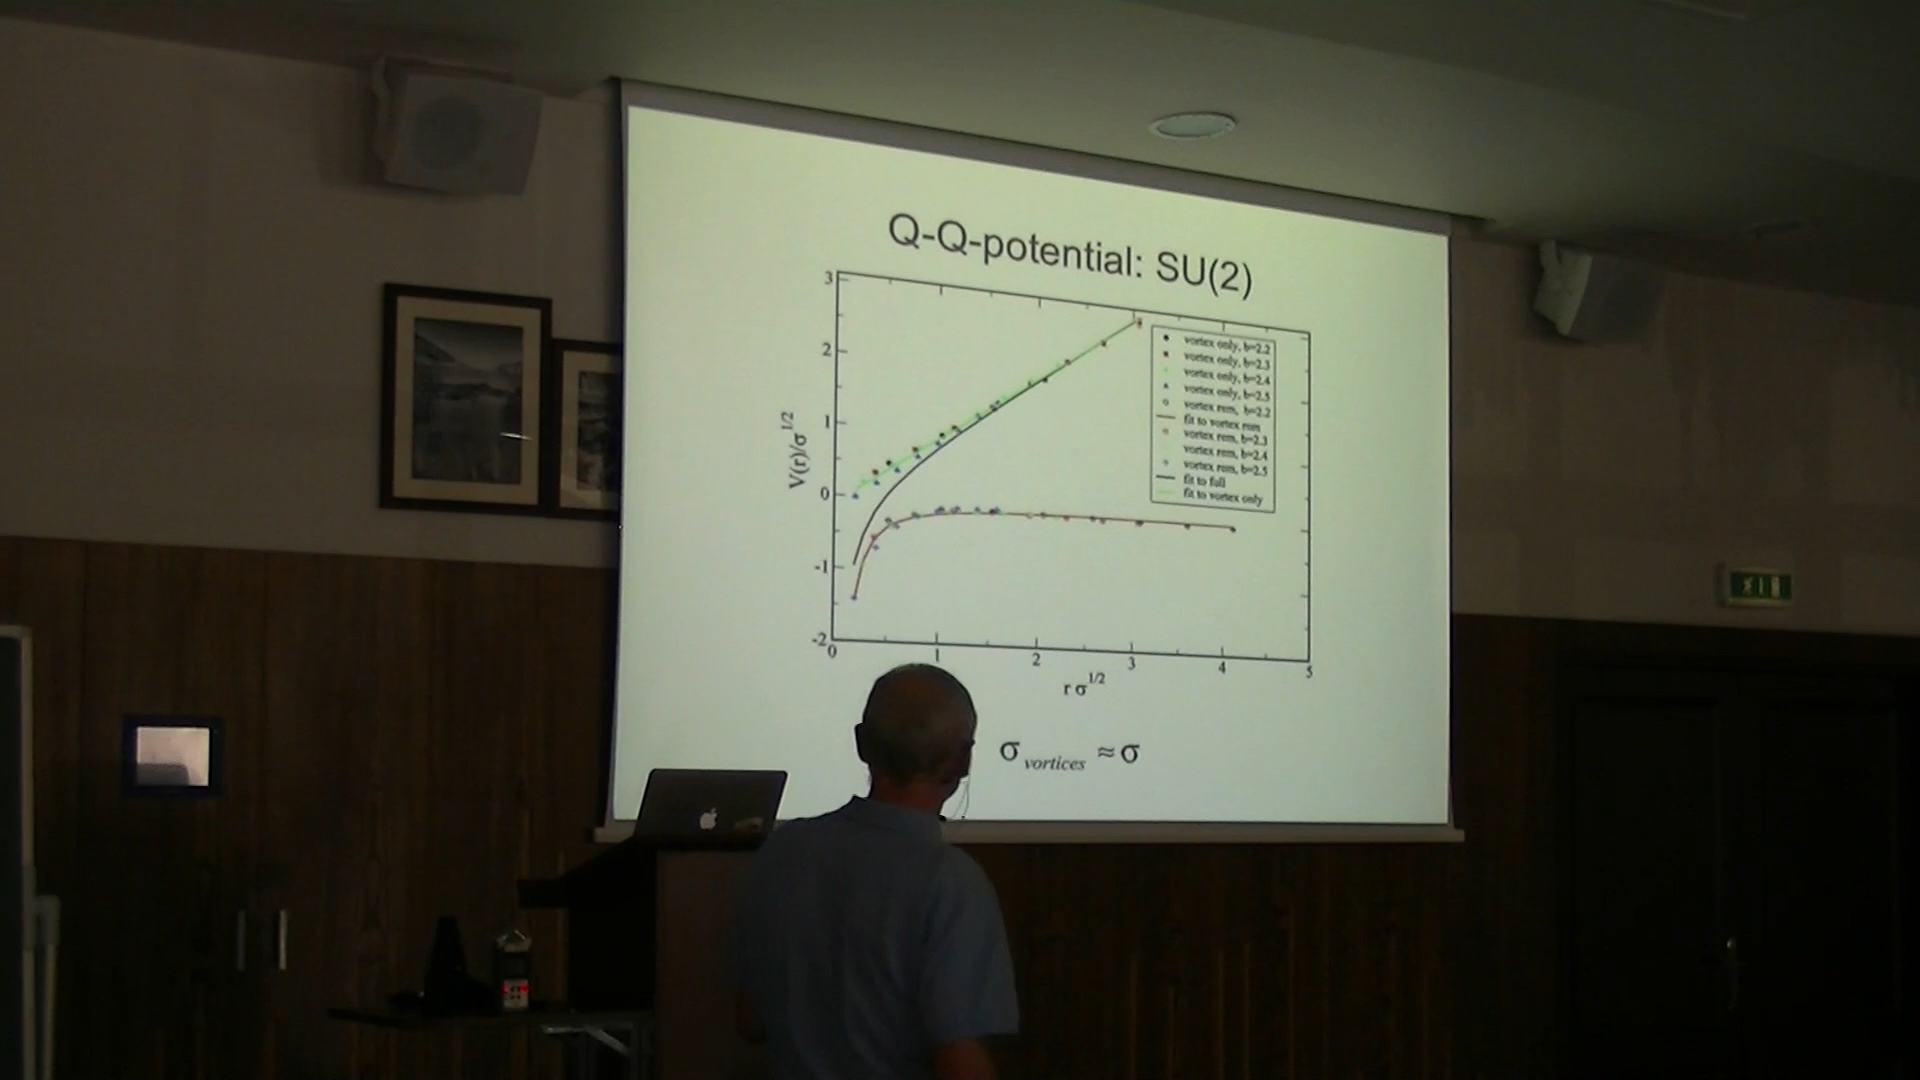 Q-Q-potential: SU(2)
3
2
1
0
-1
-2
V(r)/σ^1/2
vortex only, b=2.2
vortex only, b=2.3
vortex only, b=2.4
vortex only, b=2.5
vortex rem, b=2.2
fit to vortex rem
vortex rem, b=2.3
vortex rem, b=2.4
vortex rem, b=2.5
fit to full
fit to vortex only
0 1 2 3 4 5
r σ^1/2
σ vortices ≈ σ